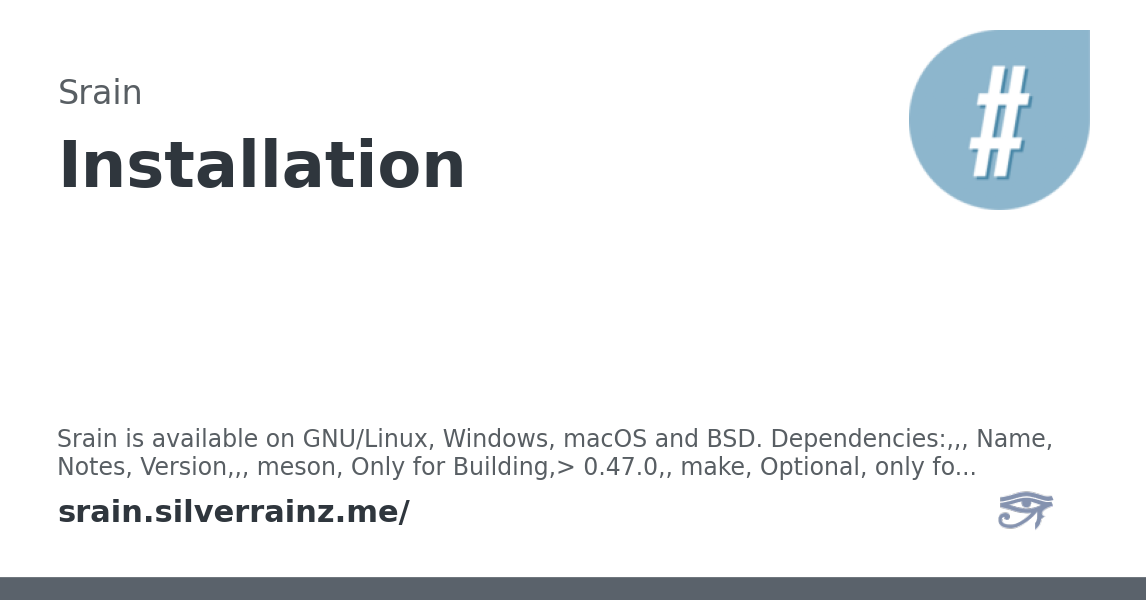 Srain
Installation
#
Srain is available on GNU/Linux, Windows, macOS and BSD. Dependencies:,,, Name,
Notes, Version,,, meson, Only for Building,> 0.47.0,, make, Optional, only fo...
srain.silverrainz.me/